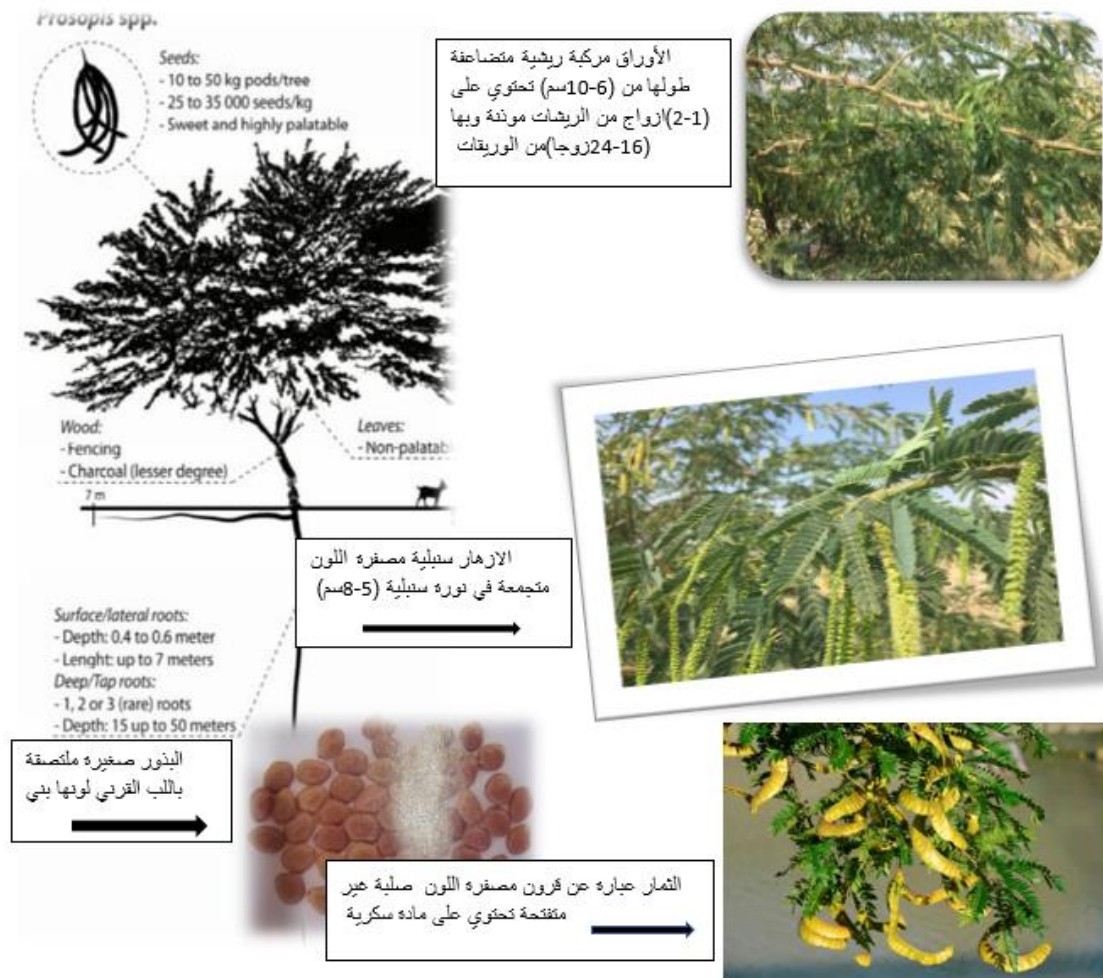 Prosopis spp.
Seeds:
- 10 to 50 kg pods/tree
- 25 to 35 000 seeds/kg
- Sweet and highly palatable
الأوراق مركبة ريشية متضاعفة
طولها من (6-10سم) تحتوي على
(1-2)ازواج من الريشات موذنة وبها
(16-24زوجا)من الوريقات
Wood:
- Fencing
- Charcoal (lesser degree)
Leaves:
- Non-palatabl
7 m
الازهار سنبلية مصفره اللون
متجمعة في نوره سنبلية (5-8سم)
Surface/lateral roots:
- Depth: 0.4 to 0.6 meter
- Lenght: up to 7 meters
Deep/Tap roots:
- 1, 2 or 3 (rare) roots
- Depth: 15 up to 50 meters
البذور صغيره ملتصقة
باللب القرني لونها بني
الثمار عباره عن قرون مصفره اللون صلبة غير
متفتحة تحتوي على ماده سكرية